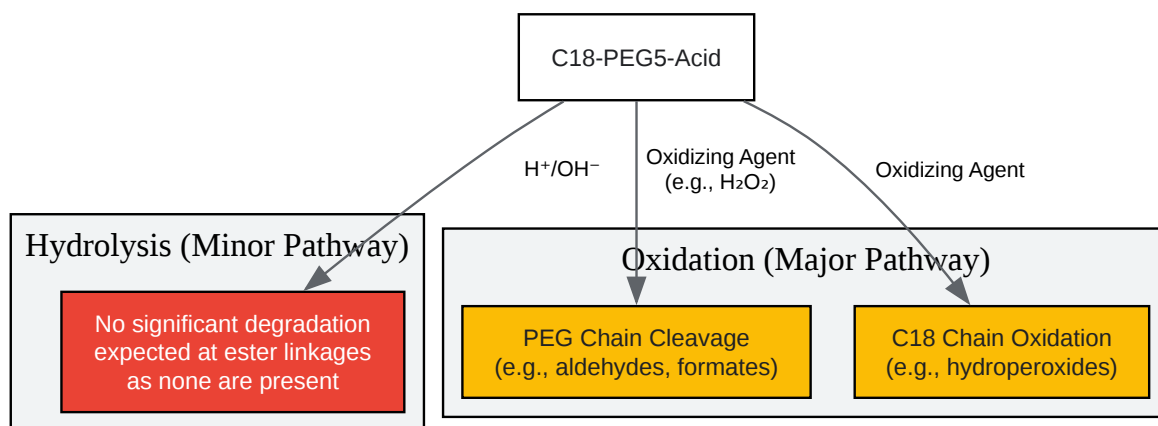 C18-PEG5-Acid
H⁺/OH⁻
Oxidizing Agent
(e.g., H₂O₂)
Oxidizing Agent
Hydrolysis (Minor Pathway)
Oxidation (Major Pathway)
No significant degradation
expected at ester linkages
as none are present
PEG Chain Cleavage
(e.g., aldehydes, formates)
C18 Chain Oxidation
(e.g., hydroperoxides)